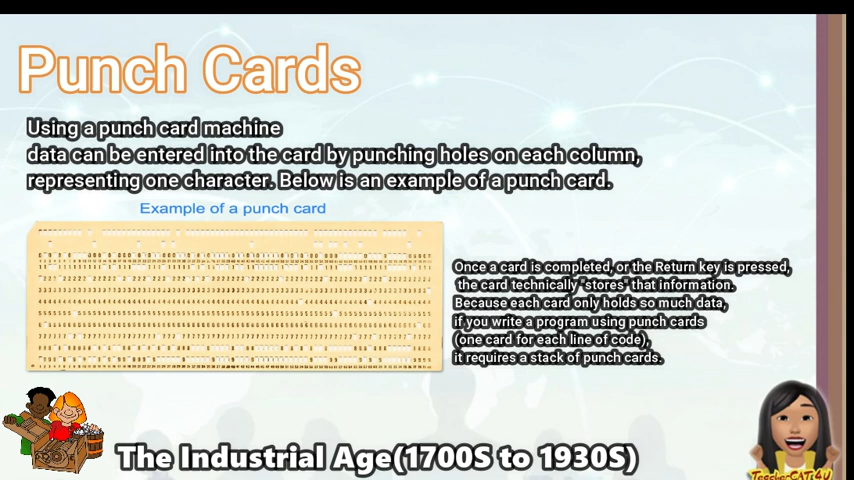 Punch Cards
Using a punch card machine
data can be entered into the card by punching holes on each column,
representing one character. Below is an example of a punch card.
Example of a punch card
Once a card is completed, or the Return key is pressed,
the card technically "stores" that information.
Because each card only holds so much data,
if you write a program using punch cards
(one card for each line of code),
it requires a stack of punch cards.
The Industrial Age(1700S to 1930S)
TeacherCATi4U